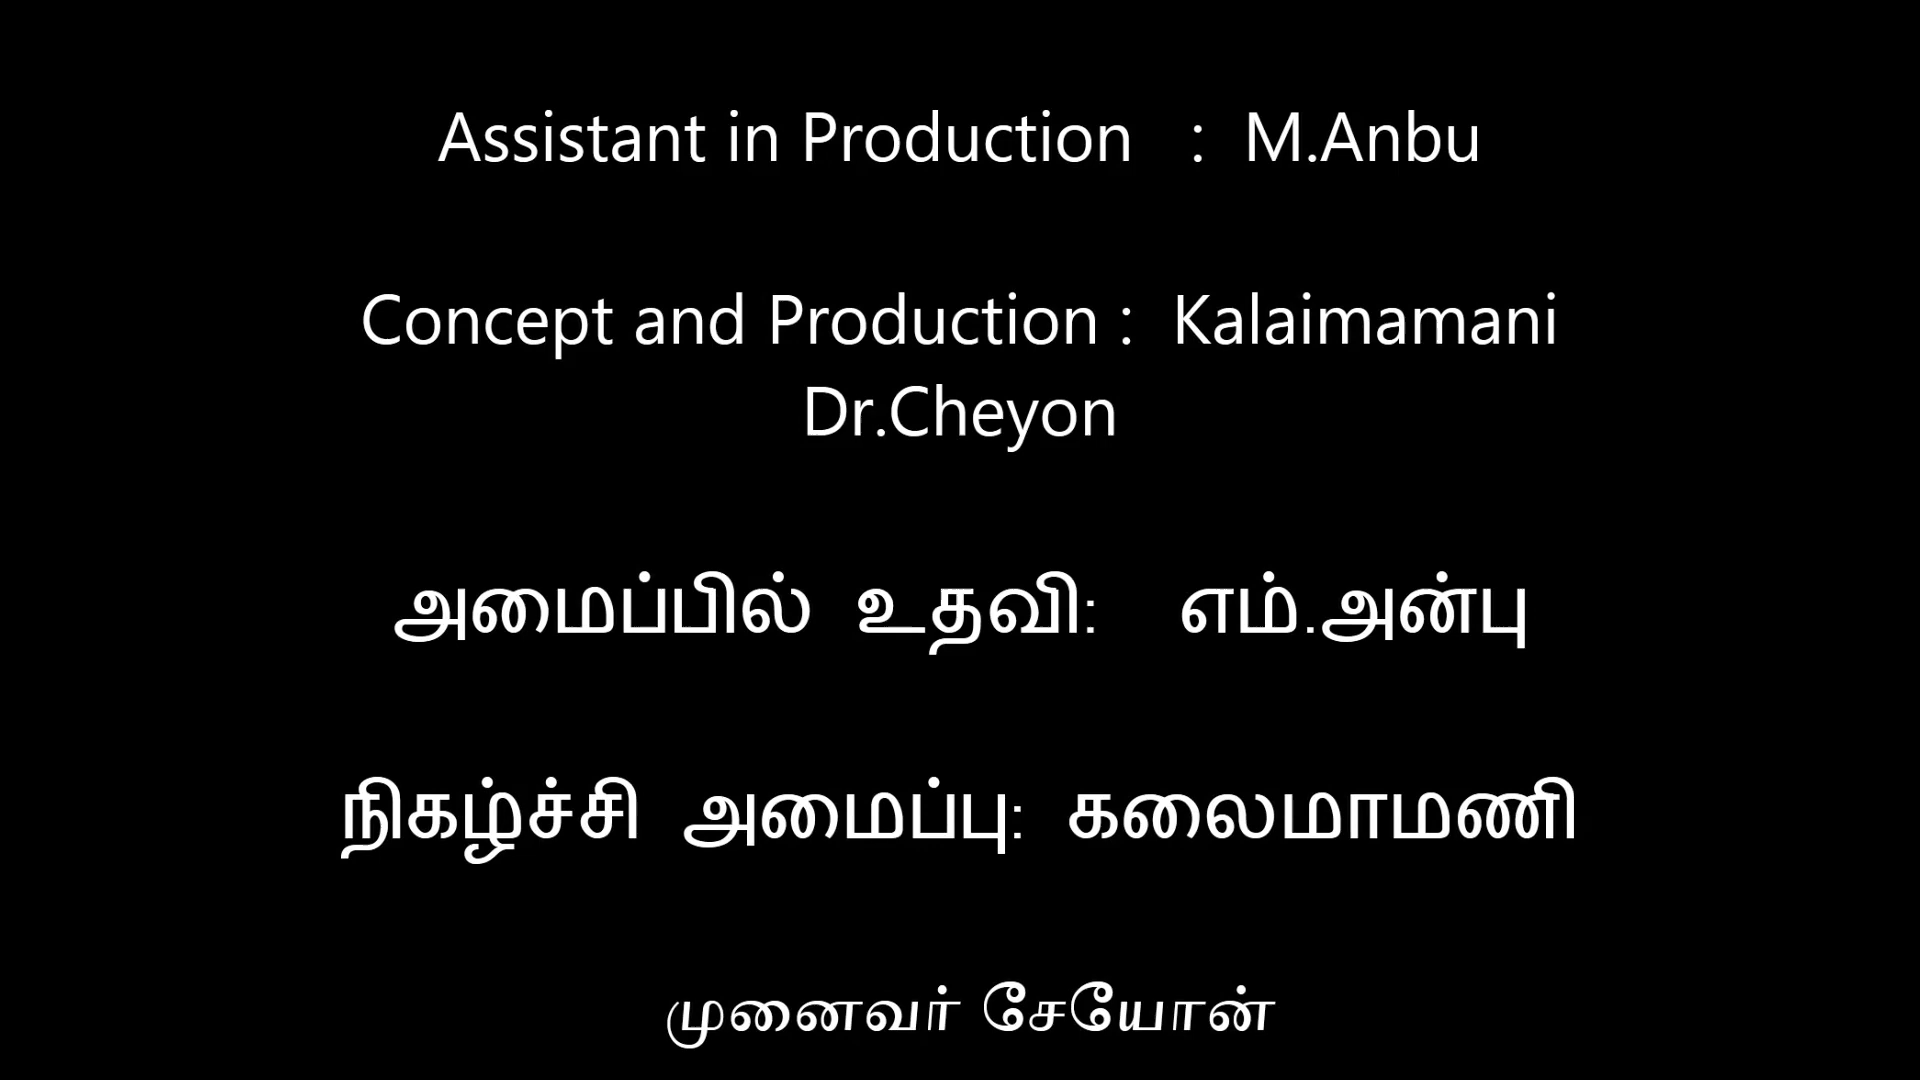 Assistant in Production : M.Anbu
Concept and Production : Kalaimamani
Dr.Cheyon
அமைப்பில் உதவி: எம்.அன்பு
நிகழ்ச்சி அமைப்பு: கலைமாமணி
முனைவர் சேயோன்